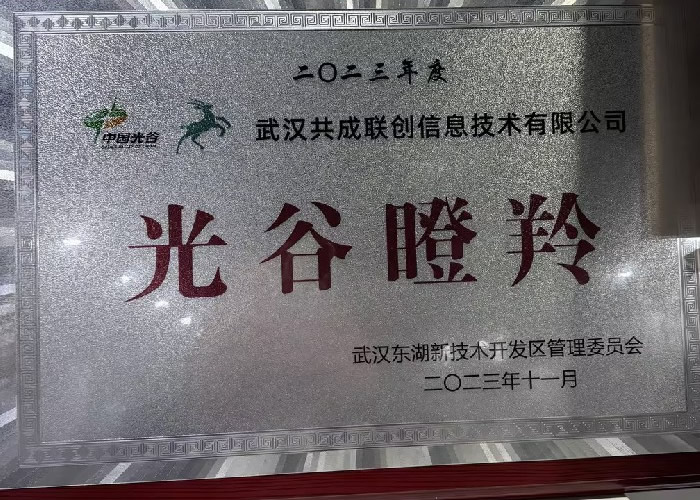 二〇二三年度
中国光谷
武汉共成联创信息技术有限公司
光谷瞪羚
武汉东湖新技术开发区管理委员会
二〇二三年十一月